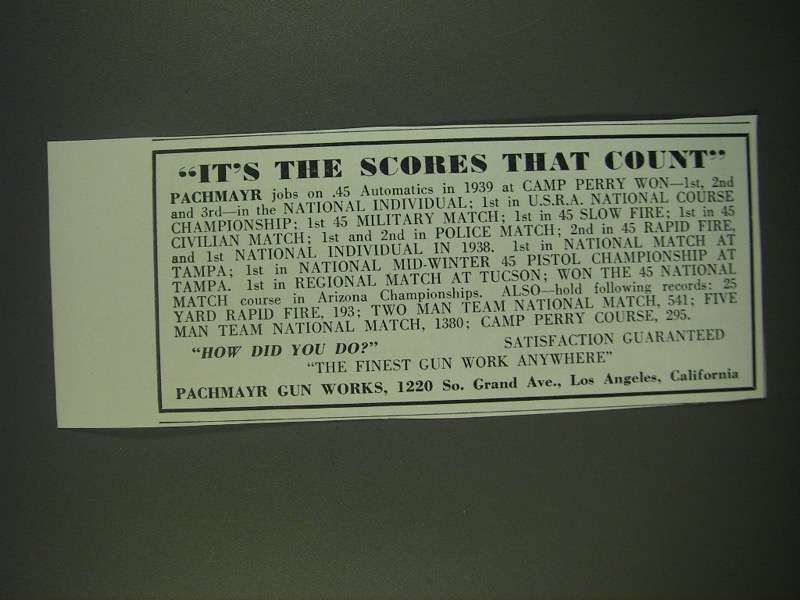 "IT'S THE SCORES THAT COUNT"
PACHMAYR jobs on .45 Automatics in 1939 at CAMP PERRY WON—1st, 2nd
and 3rd—in the NATIONAL INDIVIDUAL; 1st in U.S.R.A. NATIONAL COURSE
CHAMPIONSHIP; 1st 45 MILITARY MATCH; 1st in 45 SLOW FIRE; 1st in 45
CIVILIAN MATCH; 1st and 2nd in POLICE MATCH; 2nd in 45 RAPID FIRE,
and 1st NATIONAL INDIVIDUAL IN 1938. 1st in NATIONAL MATCH AT
TAMPA; 1st in NATIONAL MID-WINTER 45 PISTOL CHAMPIONSHIP AT
TAMPA. 1st in REGIONAL MATCH AT TUCSON; WON THE 45 NATIONAL
MATCH course in Arizona Championships. ALSO—hold following records: 25
YARD RAPID FIRE, 193; TWO MAN TEAM NATIONAL MATCH, 541; FIVE
MAN TEAM NATIONAL MATCH, 1380; CAMP PERRY COURSE, 295.
"HOW DID YOU DO?" SATISFACTION GUARANTEED
"THE FINEST GUN WORK ANYWHERE"
PACHMAYR GUN WORKS, 1220 So. Grand Ave., Los Angeles, California